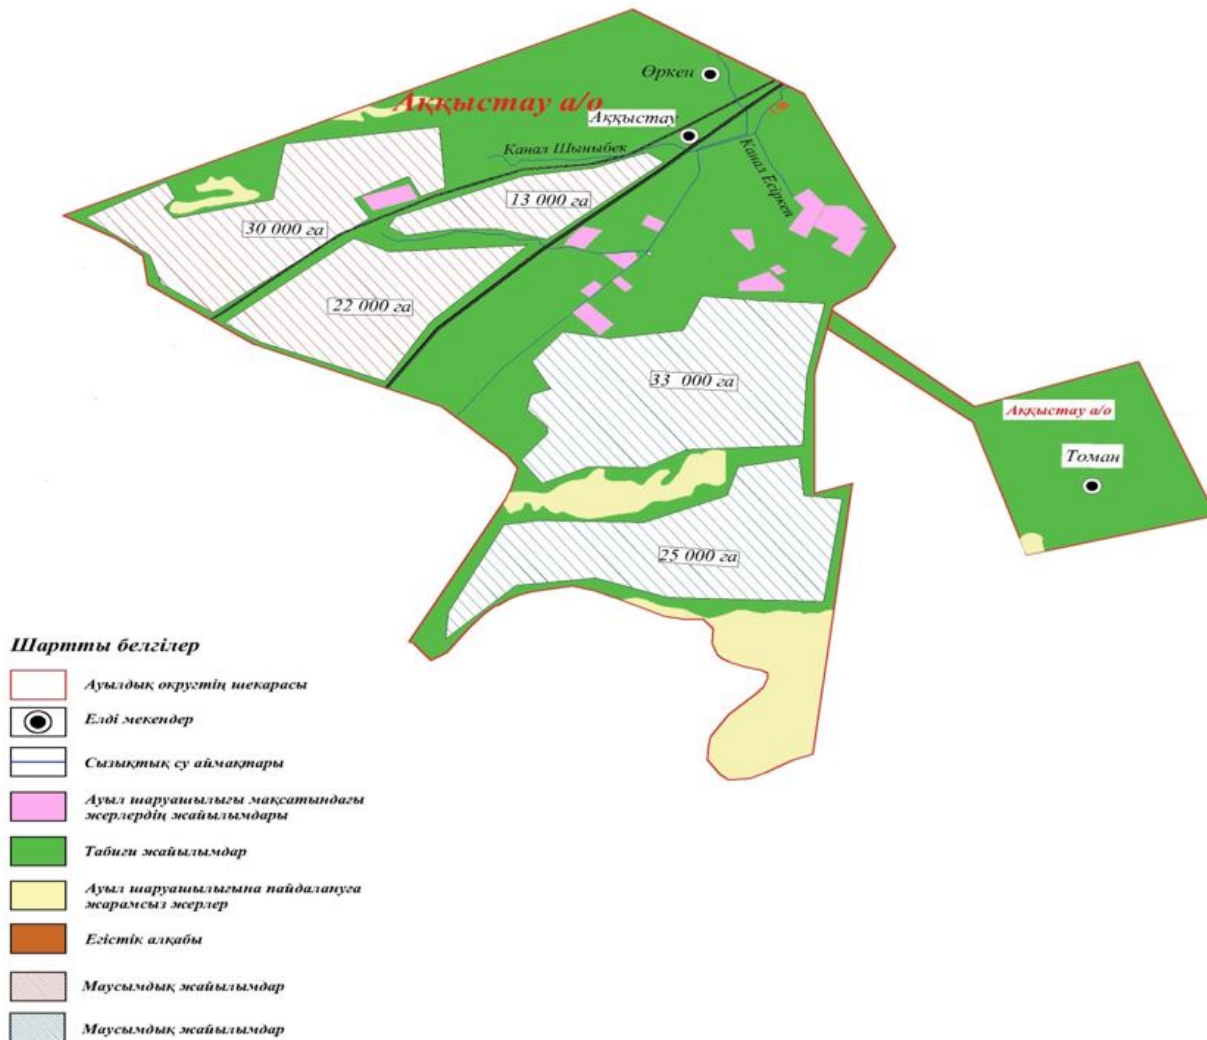 Өркен
Аққыстау а/о
Аққыстау
Канал Шыныбек
Канал Есіркен
13 000 га
30 000 га
22 000 га
33 000 га
Аққыстау а/о
Томан
25 000 га
Шартты белгілер
Ауылдық округтің шекарасы
Елді мекендер
Сызықтық су аймақтары
Ауыл шаруашылығы мақсатындағы
жерлердің жайылымдары
Табиғи жайылымдар
Ауыл шаруашылығына пайдалануға
жарамсыз жерлер
Егістік алқабы
Маусымдық жайылымдар
Маусымдық жайылымдар